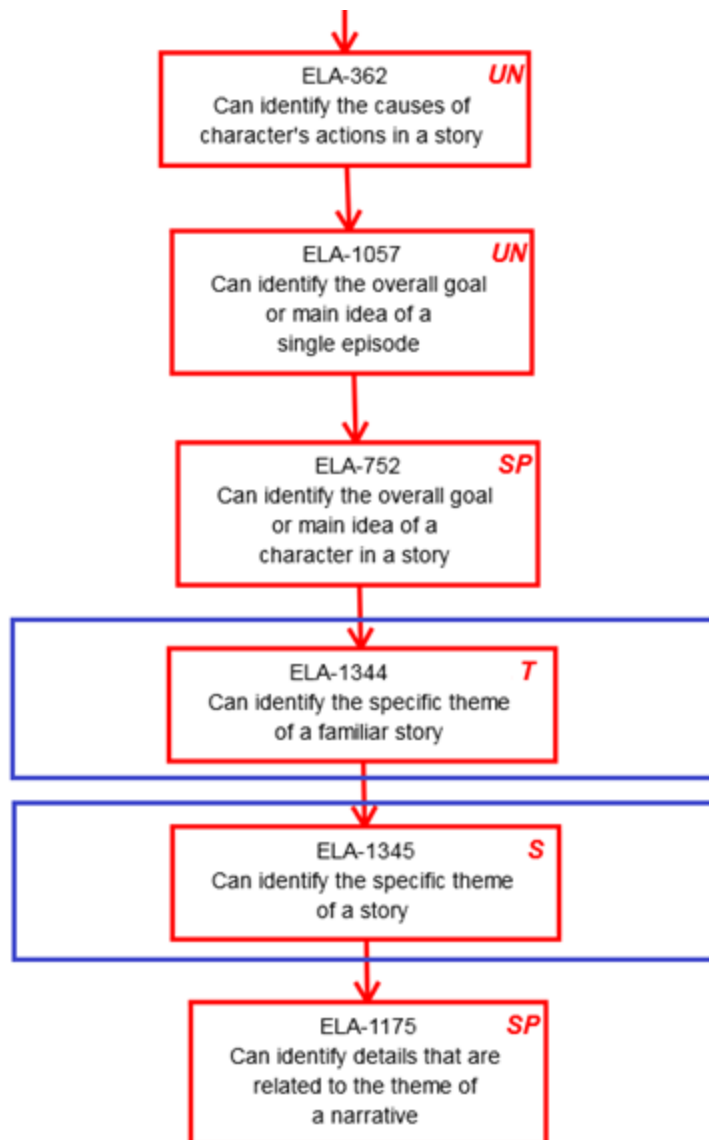 ELA-362 UN
Can identify the causes of
character's actions in a story
ELA-1057 UN
Can identify the overall goal
or main idea of a
single episode
ELA-752 SP
Can identify the overall goal
or main idea of a
character in a story
ELA-1344 T
Can identify the specific theme
of a familiar story
ELA-1345 S
Can identify the specific theme
of a story
ELA-1175 SP
Can identify details that are
related to the theme of
a narrative